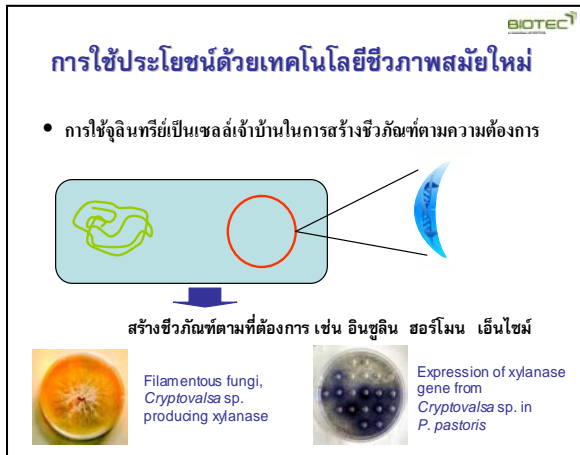 BIOTEC
การใช้ประโยชน์ด้วยเทคโนโลยีชีวภาพสมัยใหม่
• การใช้จุลินทรีย์เป็นเซลล์เจ้าบ้านในการสร้างชีวภัณฑ์ตามความต้องการ
สร้างชีวภัณฑ์ตามที่ต้องการ เช่น อินซูลิน ฮอร์โมน เอ็นไซม์
Filamentous fungi,
Cryptovalsa sp.
producing xylanase
Expression of xylanase
gene from
Cryptovalsa sp. in
P. pastoris